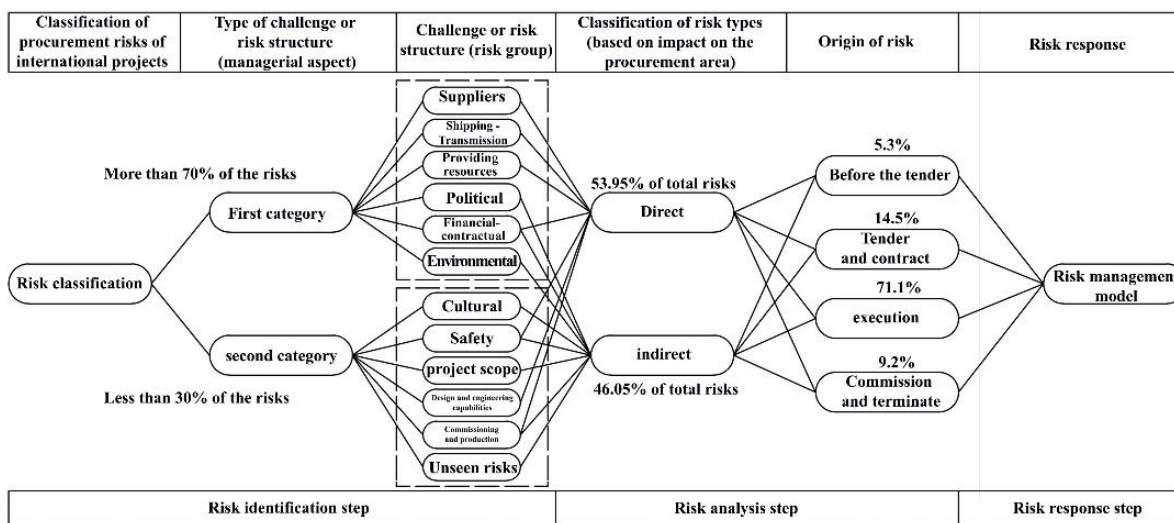 Classification of
procurement risks of
international projects
Type of challenge or
risk structure
(managerial aspect)
Challenge or risk
structure (risk group)
Classification of risk types
(based on impact on the
procurement area)
Origin of risk
Risk response
Suppliers
Shipping -
Transmission
Providing
resources
Political
Financial-
contractual
Environmental
Cultural
Safety
project scope
Design and engineering
capabilities
Commissioning
and production
Unseen risks
More than 70% of the risks
First category
Risk classification
second category
Less than 30% of the risks
53.95% of total risks
Direct
indirect
46.05% of total risks
5.3%
Before the tender
14.5%
Tender
and contract
71.1%
execution
9.2%
Commission
and terminate
Risk managemen
model
Risk identification step
Risk analysis step
Risk response step